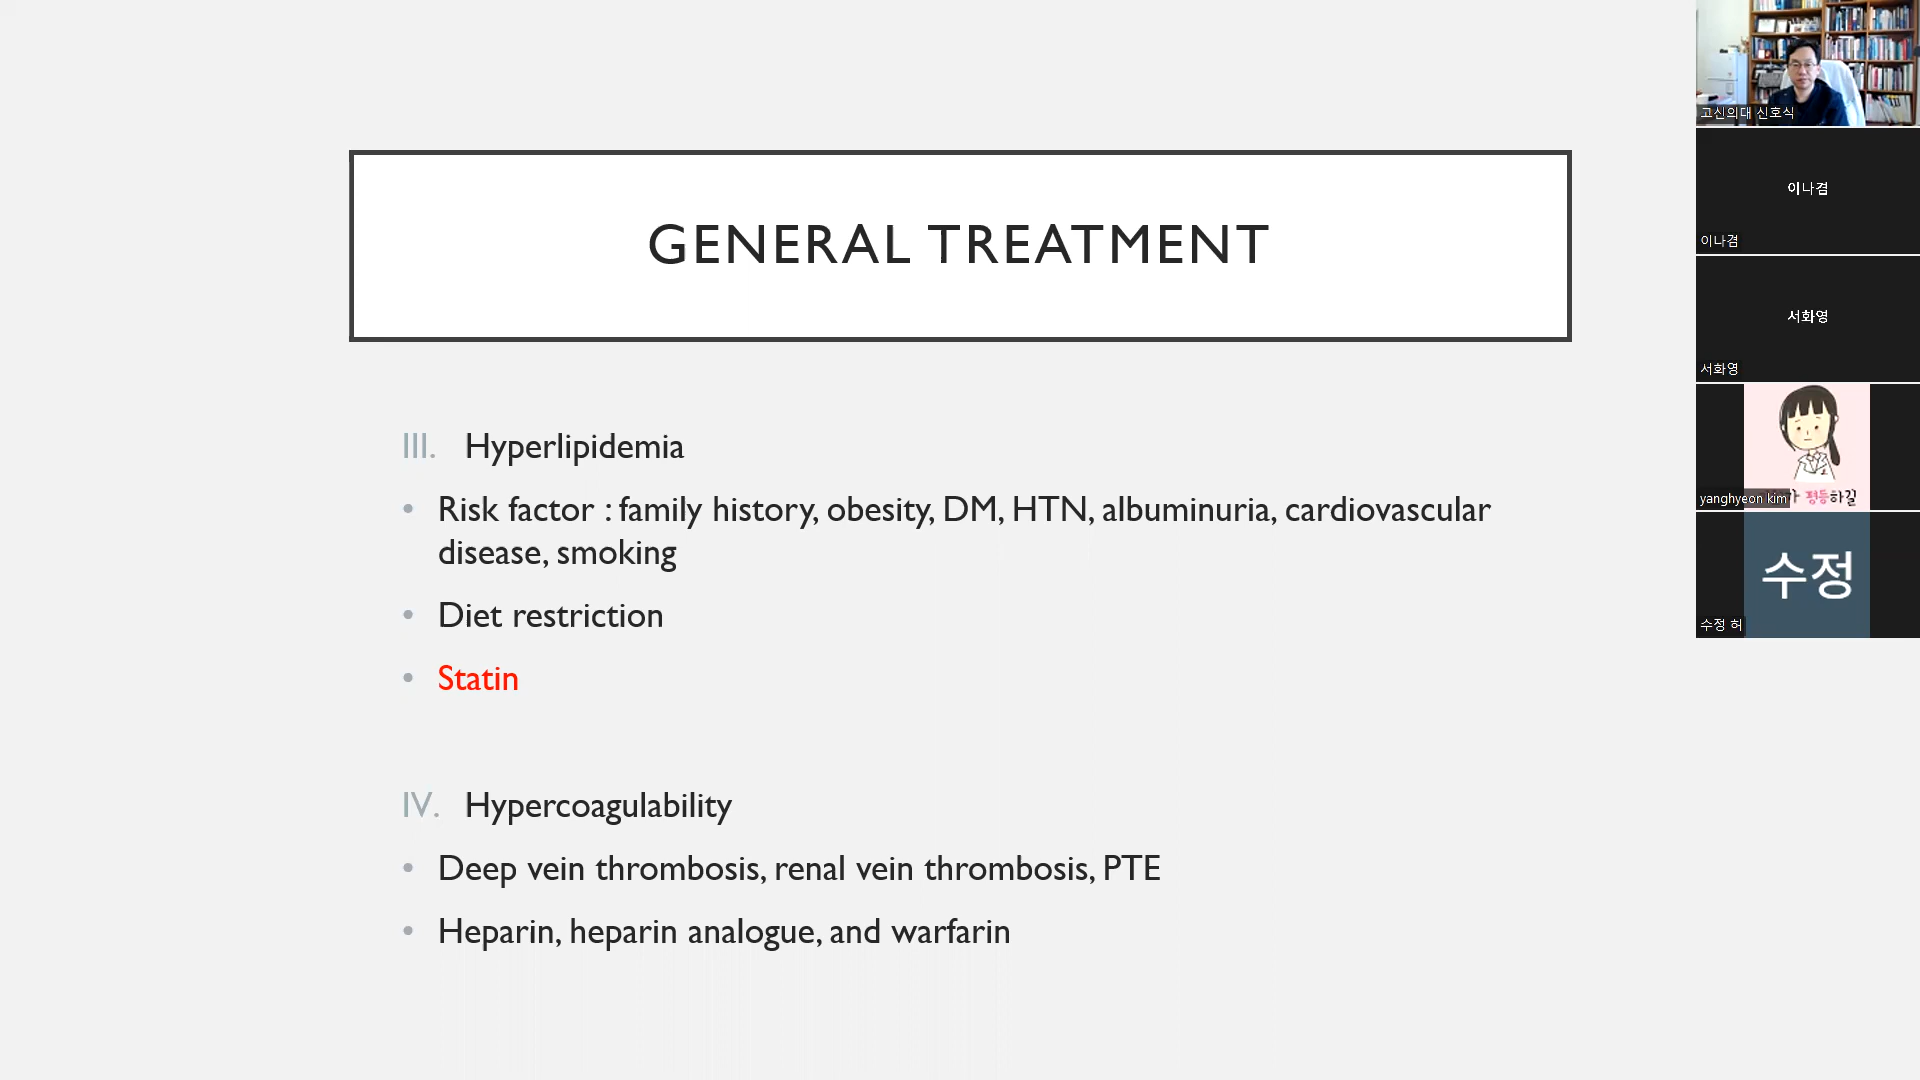 GENERAL TREATMENT
III. Hyperlipidemia
• Risk factor : family history, obesity, DM, HTN, albuminuria, cardiovascular
disease, smoking
• Diet restriction
• Statin
IV. Hypercoagulability
• Deep vein thrombosis, renal vein thrombosis, PTE
• Heparin, heparin analogue, and warfarin
고신의대 신호식
이나겸
이나겸
서화영
서화영
yanghyeon kim
평등하길
수정
수정 허